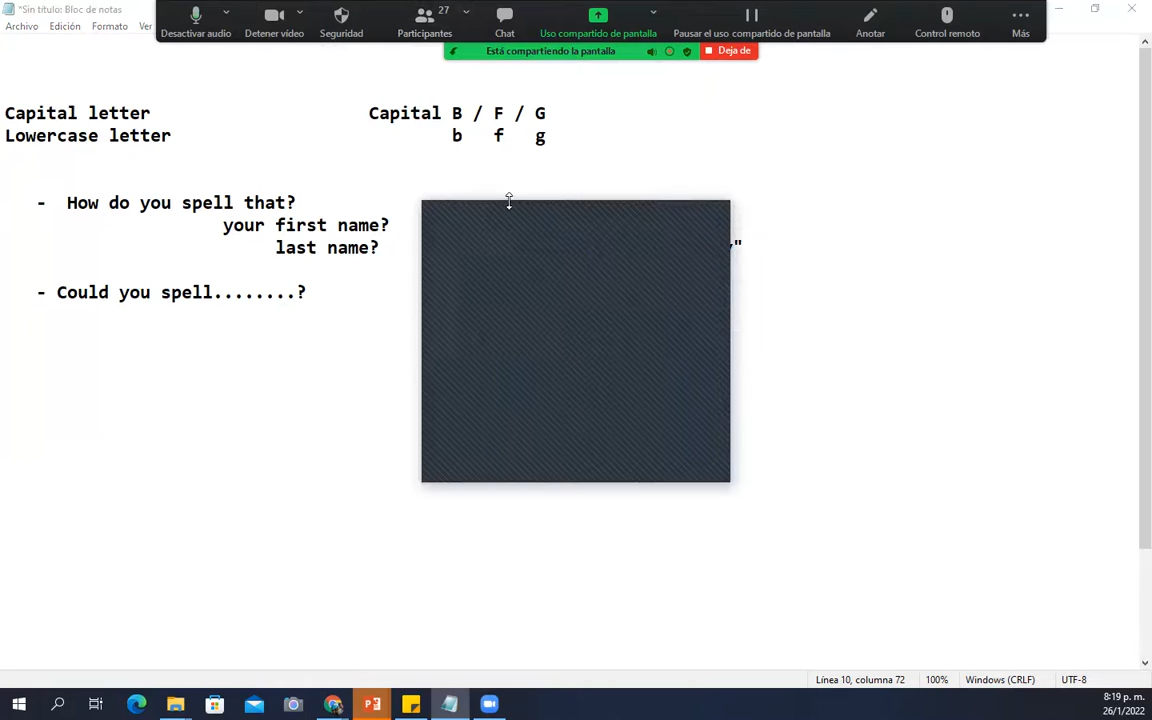 *Sin título: Bloc de notas
Archivo Edición Formato Ver
Desactivar audio
Detener vídeo
Seguridad
27
Participantes
Chat
Uso compartido de pantalla
Pausar el uso compartido de pantalla
Anotar
Control remoto
Más
Está compartiendo la pantalla
Deja de
Capital letter Capital B / F / G
Lowercase letter b f g
- How do you spell that?
your first name?
last name?
- Could you spell........?
Línea 10, columna 72 100% Windows (CRLF) UTF-8
8:19 p. m.
26/1/2022